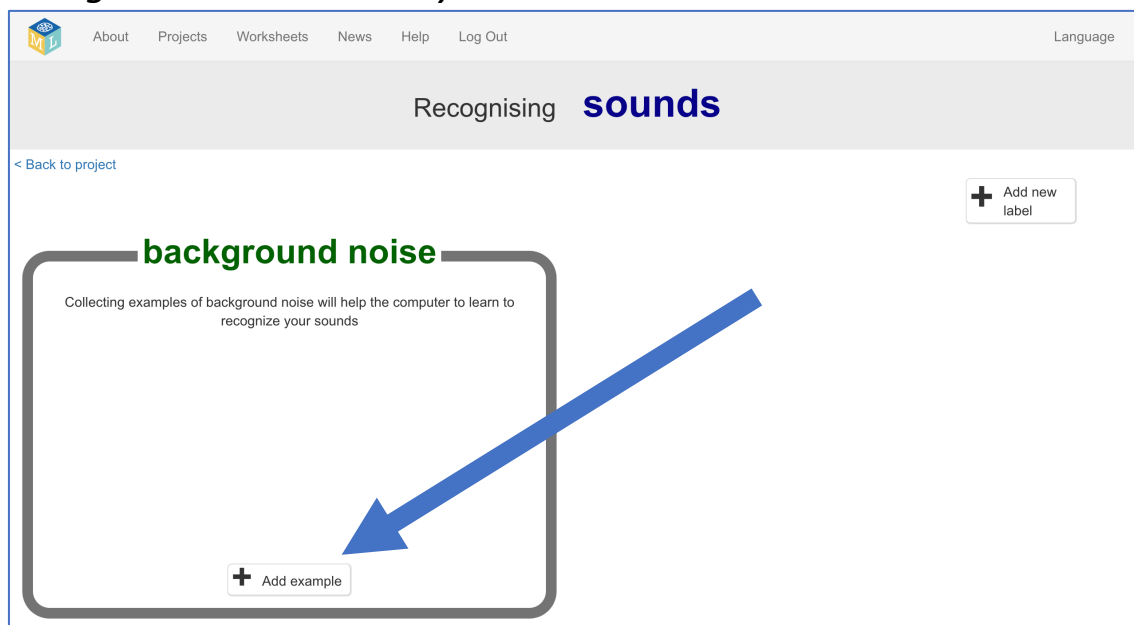 About Projects Worksheets News Help Log Out Language
Recognising sounds
< Back to project
Add new
label
background noise
Collecting examples of background noise will help the computer to learn to
recognize your sounds
Add example